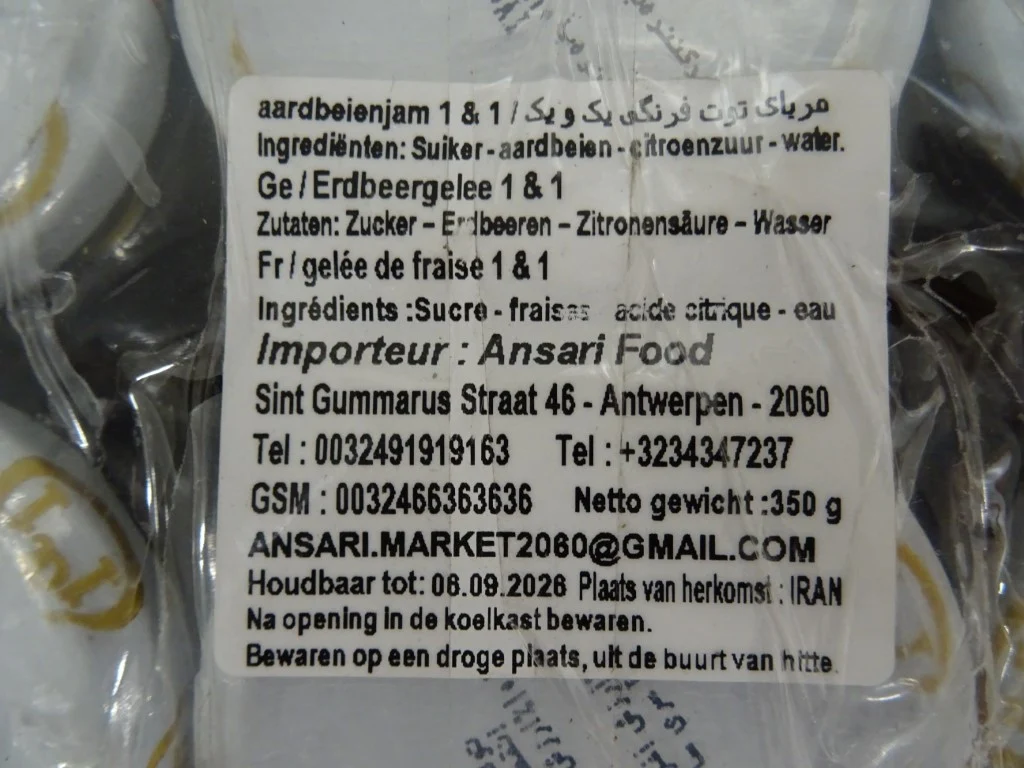 aardbeienjam 1 & 1 / مربای توت فرنگی یک و یک
Ingrediënten: Suiker - aardbeien - citroenzuur - water.
Ge / Erdbeergelee 1 & 1
Zutaten: Zucker – Erdbeeren – Zitronensäure – Wasser
Fr / gelée de fraise 1 & 1
Ingrédients :Sucre - fraises acide citrique - eau
Importeur : Ansari Food
Sint Gummarus Straat 46 - Antwerpen - 2060
Tel : 0032491919163 Tel : +3234347237
GSM : 0032466363636 Netto gewicht :350 g
ANSARI.MARKET2060@GMAIL.COM
Houdbaar tot: 06.09.2026 Plaats van herkomst : IRAN
Na opening in de koelkast bewaren.
Bewaren op een droge plaats, uit de buurt van hitte.
1&1